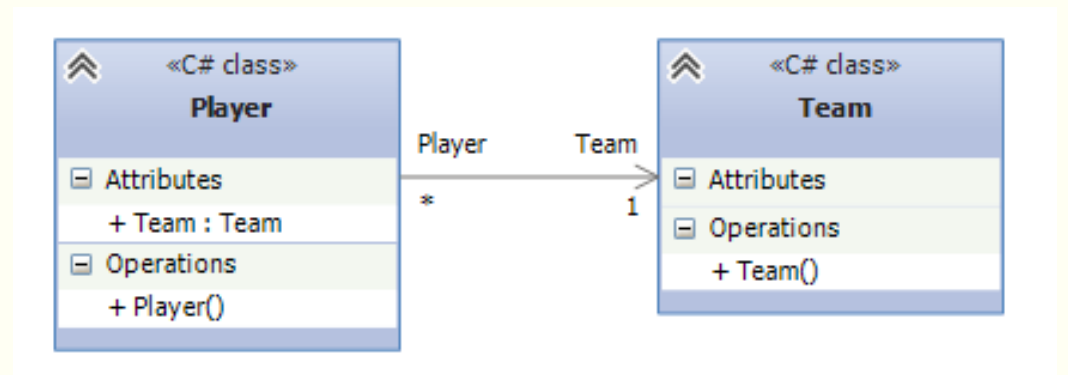 «C# class»
Player
Attributes
+ Team : Team
Operations
+ Player()
Player
Team
*
1
«C# class»
Team
Attributes
Operations
+ Team()